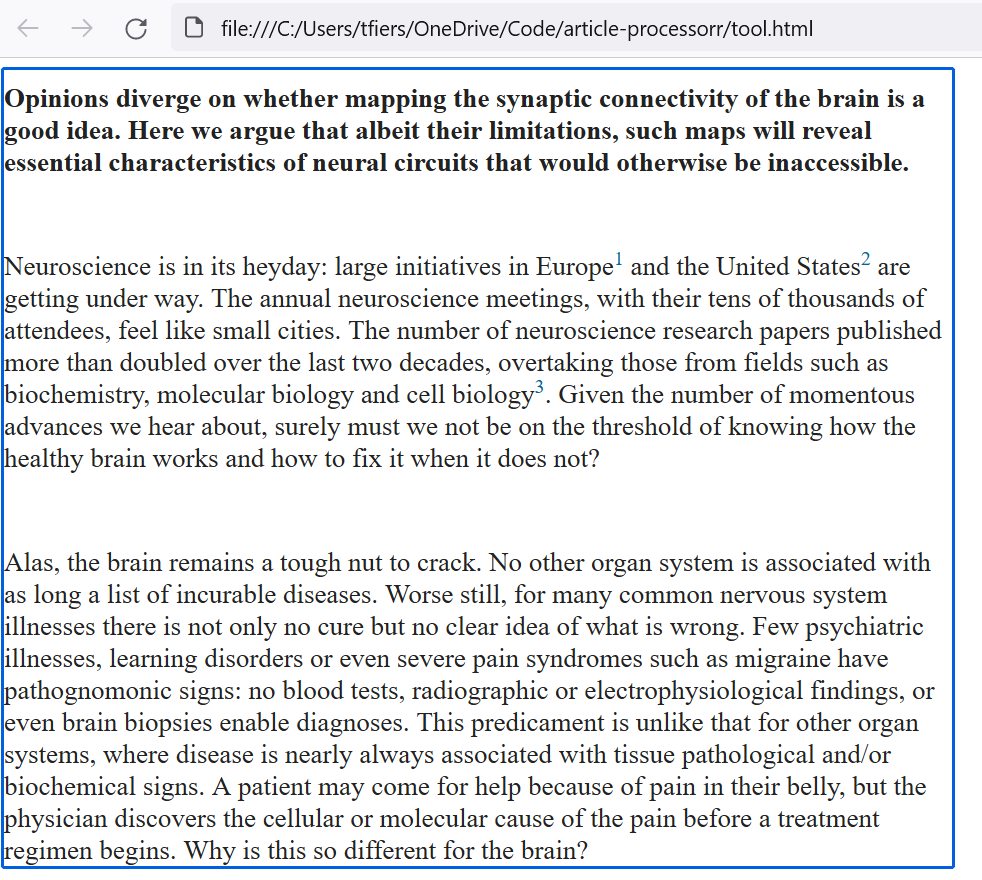 file:///C:/Users/tfiers/OneDrive/Code/article-processorr/tool.html
Opinions diverge on whether mapping the synaptic connectivity of the brain is a
good idea. Here we argue that albeit their limitations, such maps will reveal
essential characteristics of neural circuits that would otherwise be inaccessible.
Neuroscience is in its heyday: large initiatives in Europe1 and the United States2 are
getting under way. The annual neuroscience meetings, with their tens of thousands of
attendees, feel like small cities. The number of neuroscience research papers published
more than doubled over the last two decades, overtaking those from fields such as
biochemistry, molecular biology and cell biology3. Given the number of momentous
advances we hear about, surely must we not be on the threshold of knowing how the
healthy brain works and how to fix it when it does not?
Alas, the brain remains a tough nut to crack. No other organ system is associated with
as long a list of incurable diseases. Worse still, for many common nervous system
illnesses there is not only no cure but no clear idea of what is wrong. Few psychiatric
illnesses, learning disorders or even severe pain syndromes such as migraine have
pathognomonic signs: no blood tests, radiographic or electrophysiological findings, or
even brain biopsies enable diagnoses. This predicament is unlike that for other organ
systems, where disease is nearly always associated with tissue pathological and/or
biochemical signs. A patient may come for help because of pain in their belly, but the
physician discovers the cellular or molecular cause of the pain before a treatment
regimen begins. Why is this so different for the brain?